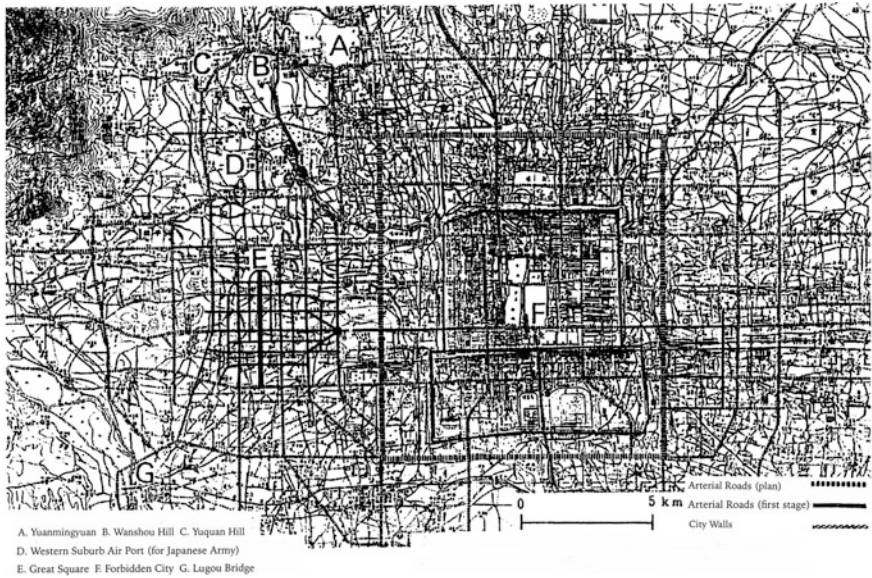 A
C
B
D
E
F
G
0
5 km
Arterial Roads (plan)
Arterial Roads (first stage)
City Walls
A. Yuanmingyuan B. Wanshou Hill C. Yuquan Hill
D. Western Suburb Air Port (for Japanese Army)
E. Great Square F. Forbidden City G. Lugou Bridge